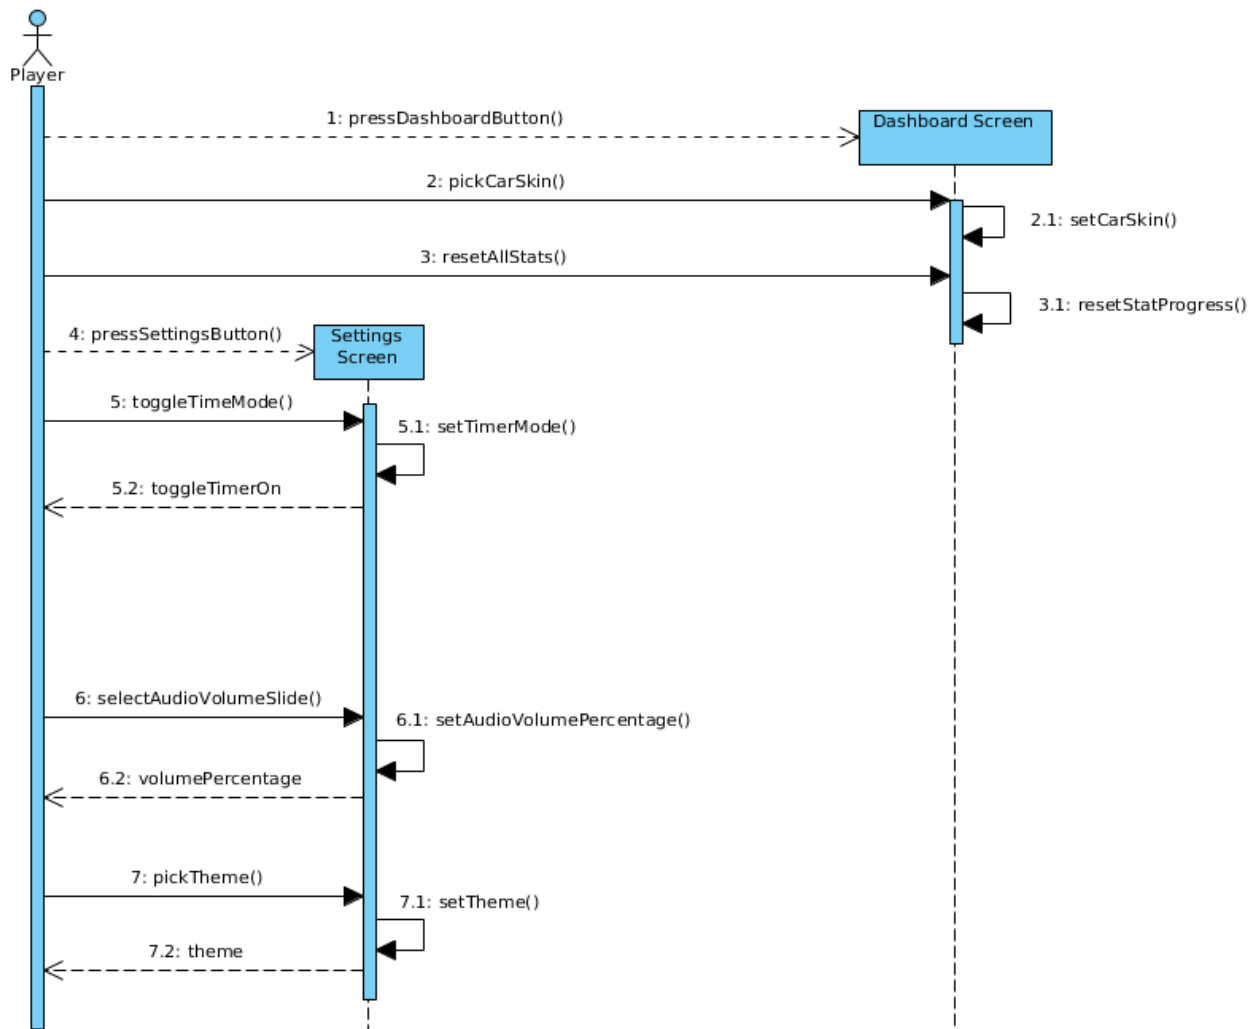 Player
1: pressDashboardButton()
Dashboard Screen
2: pickCarSkin()
2.1: setCarSkin()
3: resetAllStats()
3.1: resetStatProgress()
4: pressSettingsButton()
Settings
Screen
5: toggleTimeMode()
5.1: setTimerMode()
5.2: toggleTimerOn
6: selectAudioVolumeSlide()
6.1: setAudioVolumePercentage()
6.2: volumePercentage
7: pickTheme()
7.1: setTheme()
7.2: theme